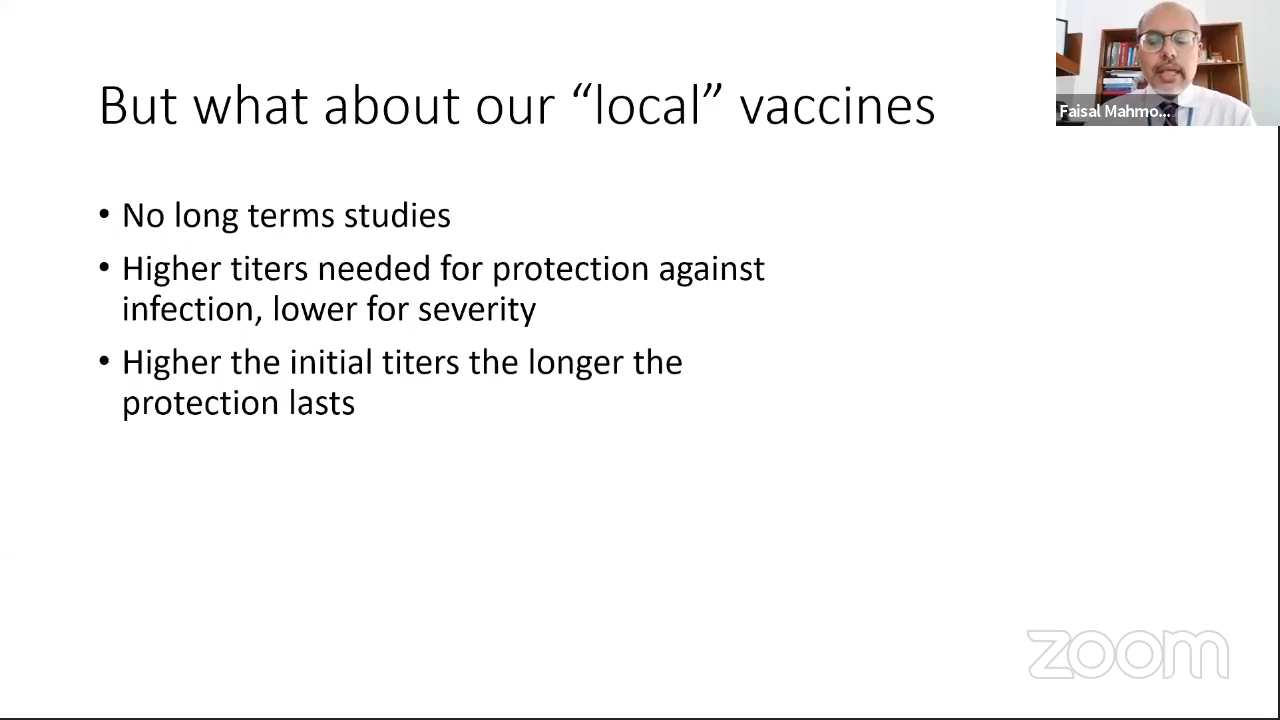 But what about our “local” vaccines
Faisal Mahmo...
• No long terms studies
• Higher titers needed for protection against
infection, lower for severity
• Higher the initial titers the longer the
protection lasts
zoom